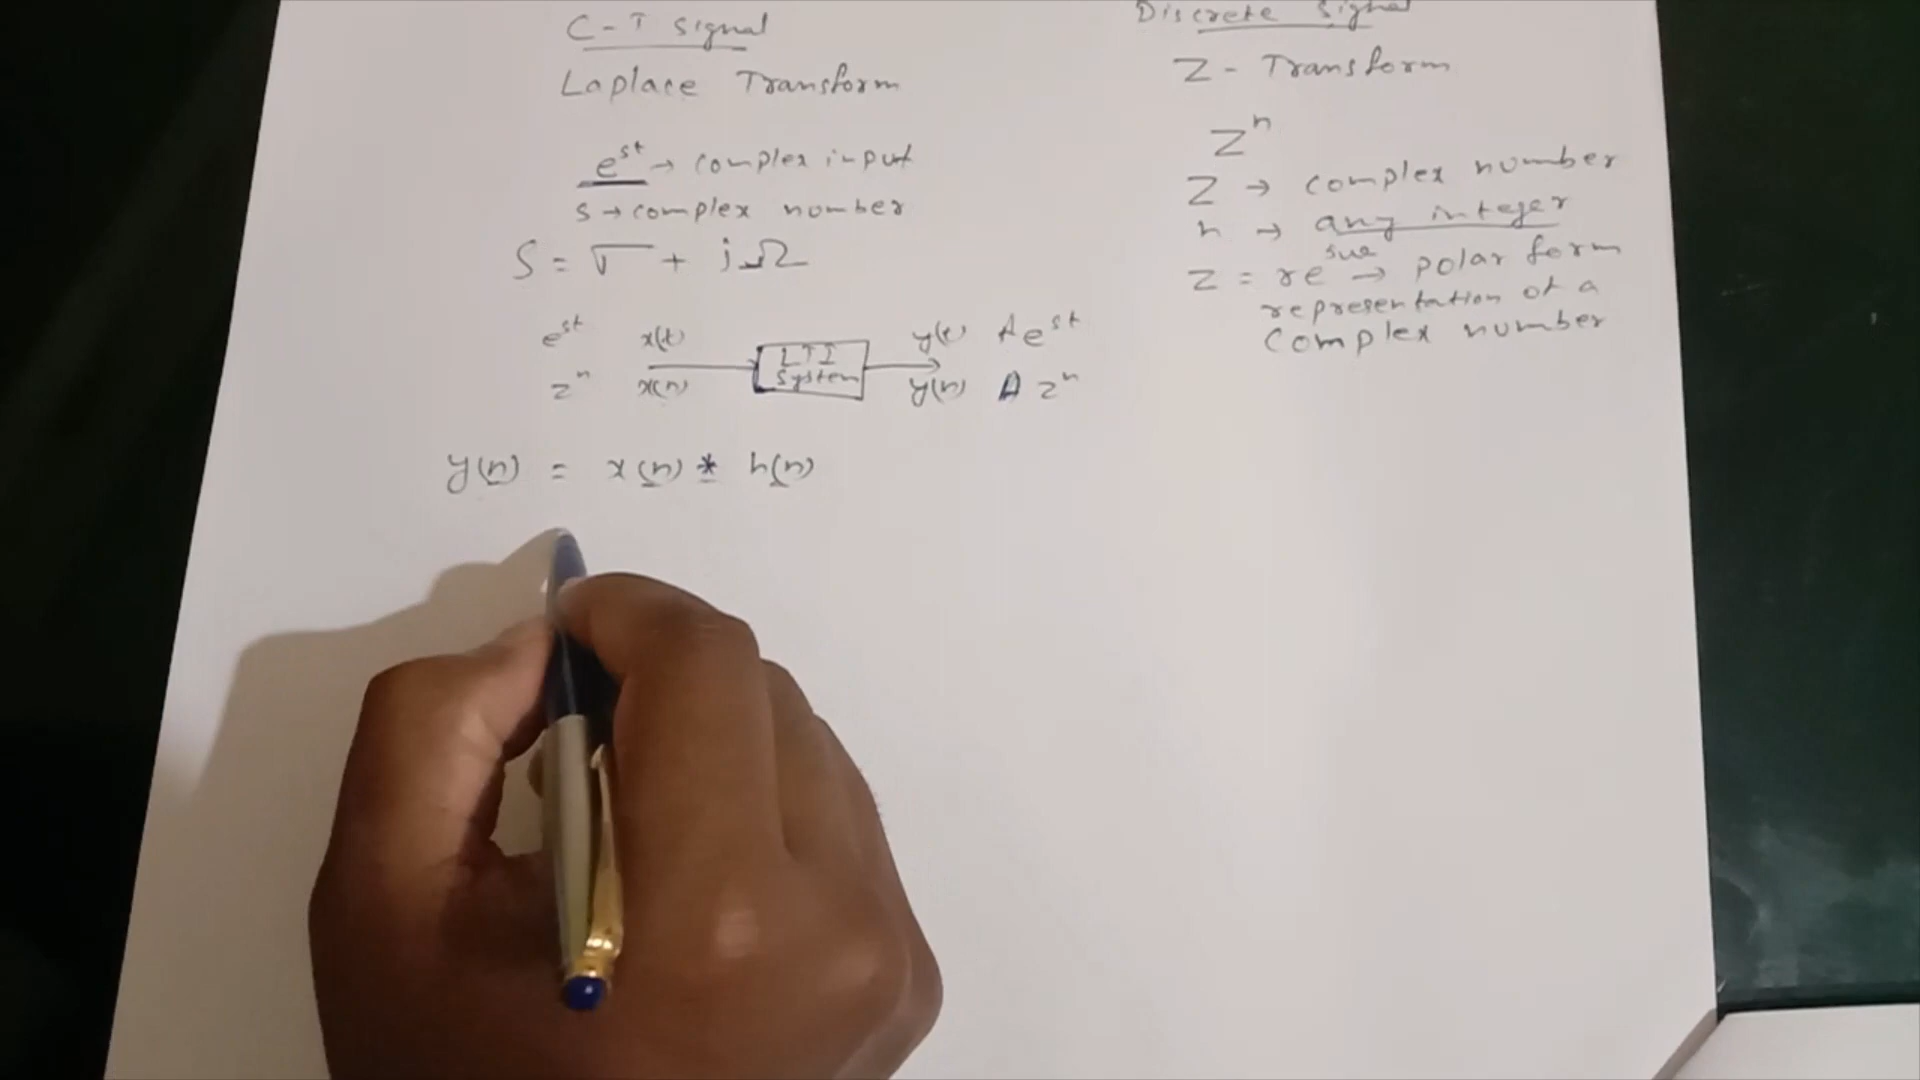 C-T signal
Laplace Transform
e^st → complex input
s → complex number
S = σ + jΩ
Discrete signal
Z - Transform
Z^n
Z → complex number
n → any integer
Z = re → polar form
representation of a
complex number
e^st x(t) LTI System y(t) Ae^st
z^n x(n) y(n) A z^n
y(n) = x(n) * h(n)